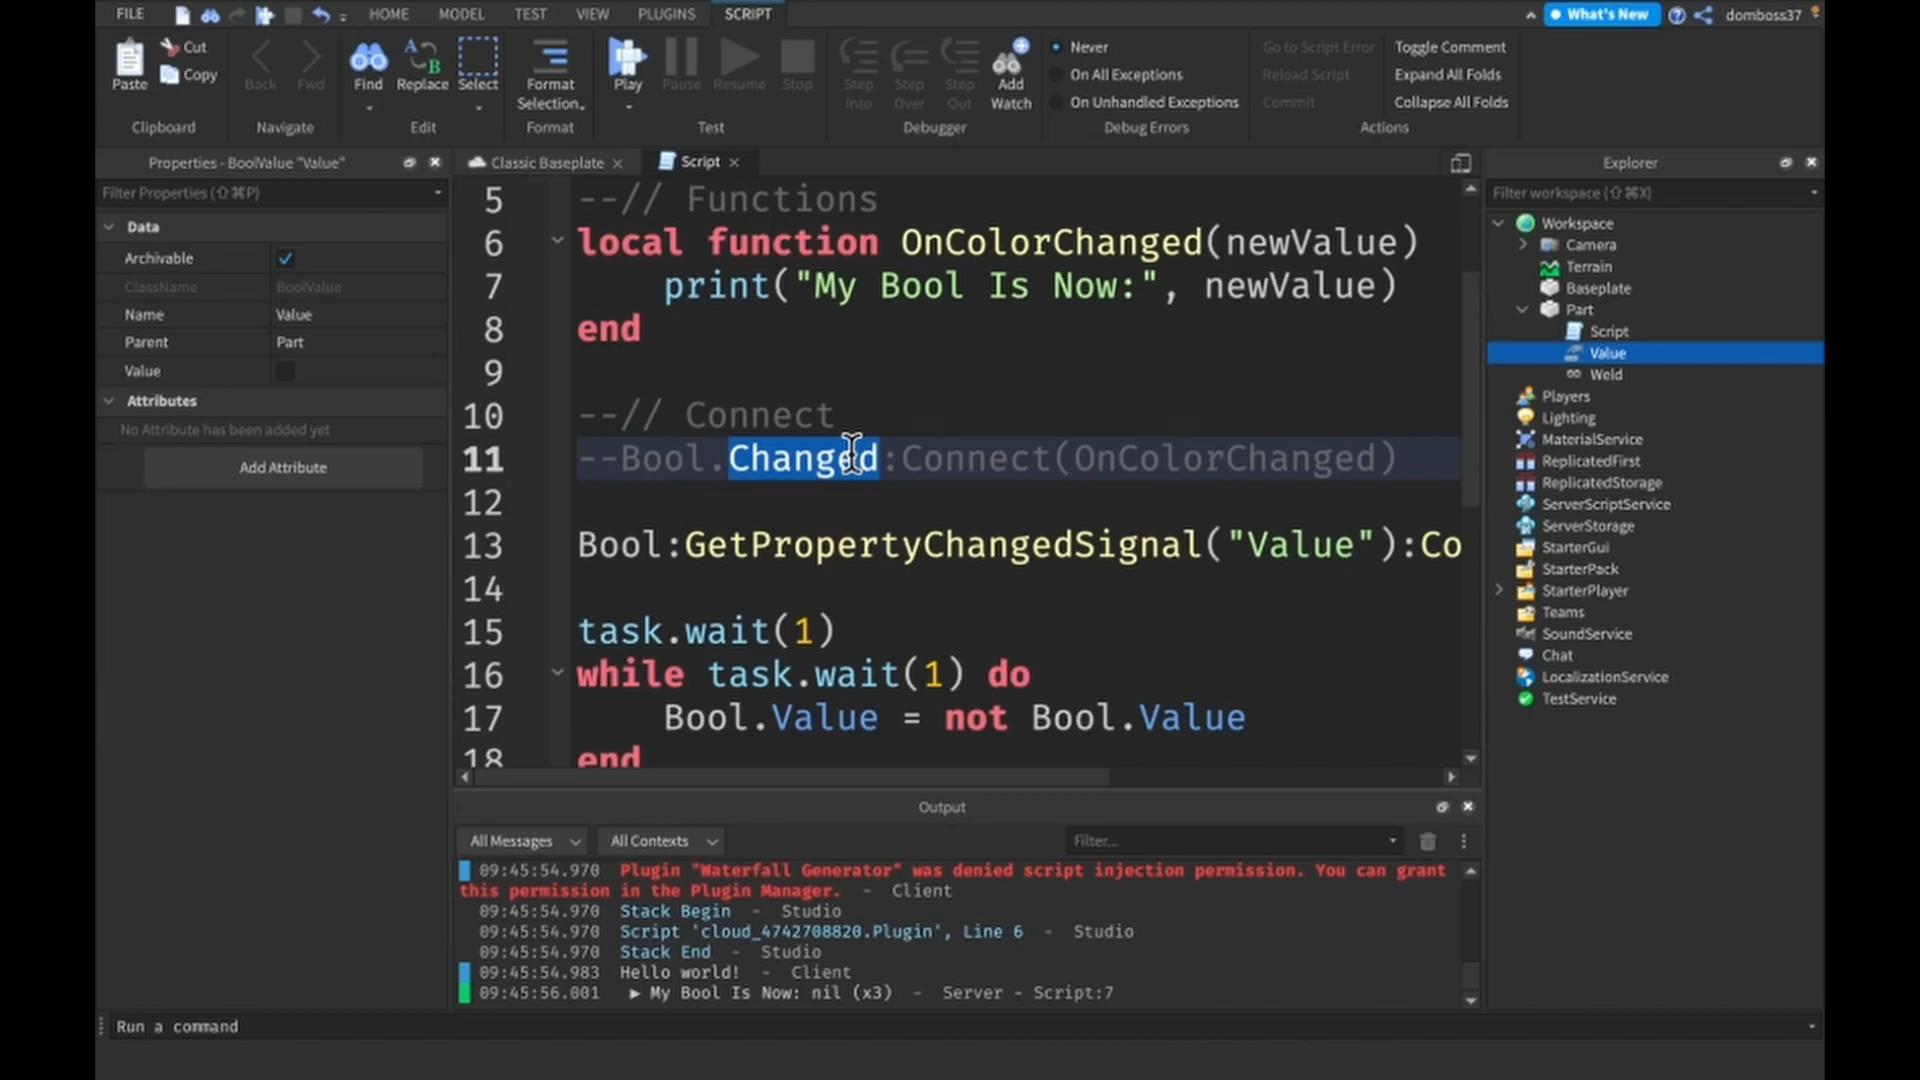 FILE HOME MODEL TEST VIEW PLUGINS SCRIPT What's New domboss37
Paste Cut Copy Clipboard
Back Fwd Navigate
Find Replace Select Edit
Format Selection Format
Play Pause Resume Stop Test
Step Into Step Over Step Out Add Watch Debugger
Never
On All Exceptions
On Unhandled Exceptions
Debug Errors
Go to Script Error
Reload Script
Commit
Toggle Comment
Expand All Folds
Collapse All Folds
Actions
Properties - BoolValue "Value"
Filter Properties (⇧⌘P)
Data
Archivable
ClassName BoolValue
Name Value
Parent Part
Value
Attributes
No Attribute has been added yet
Add Attribute
Classic Baseplate × Script ×
5 --// Functions
6 local function OnColorChanged(newValue)
7 print("My Bool Is Now:", newValue)
8 end
9
10 --// Connect
11 --Bool.Changed:Connect(OnColorChanged)
12
13 Bool:GetPropertyChangedSignal("Value"):Co
14
15 task.wait(1)
16 while task.wait(1) do
17 Bool.Value = not Bool.Value
18 end
Output
All Messages All Contexts Filter...
09:45:54.970 Plugin "Waterfall Generator" was denied script injection permission. You can grant
this permission in the Plugin Manager. - Client
09:45:54.970 Stack Begin - Studio
09:45:54.970 Script 'cloud_4742708820.Plugin', Line 6 - Studio
09:45:54.970 Stack End - Studio
09:45:54.983 Hello world! - Client
09:45:56.001 ▶ My Bool Is Now: nil (x3) - Server - Script:7
Run a command
Explorer
Filter workspace (⇧⌘X)
Workspace
Camera
Terrain
Baseplate
Part
Script
Value
Weld
Players
Lighting
MaterialService
ReplicatedFirst
ReplicatedStorage
ServerScriptService
ServerStorage
StarterGui
StarterPack
StarterPlayer
Teams
SoundService
Chat
LocalizationService
TestService